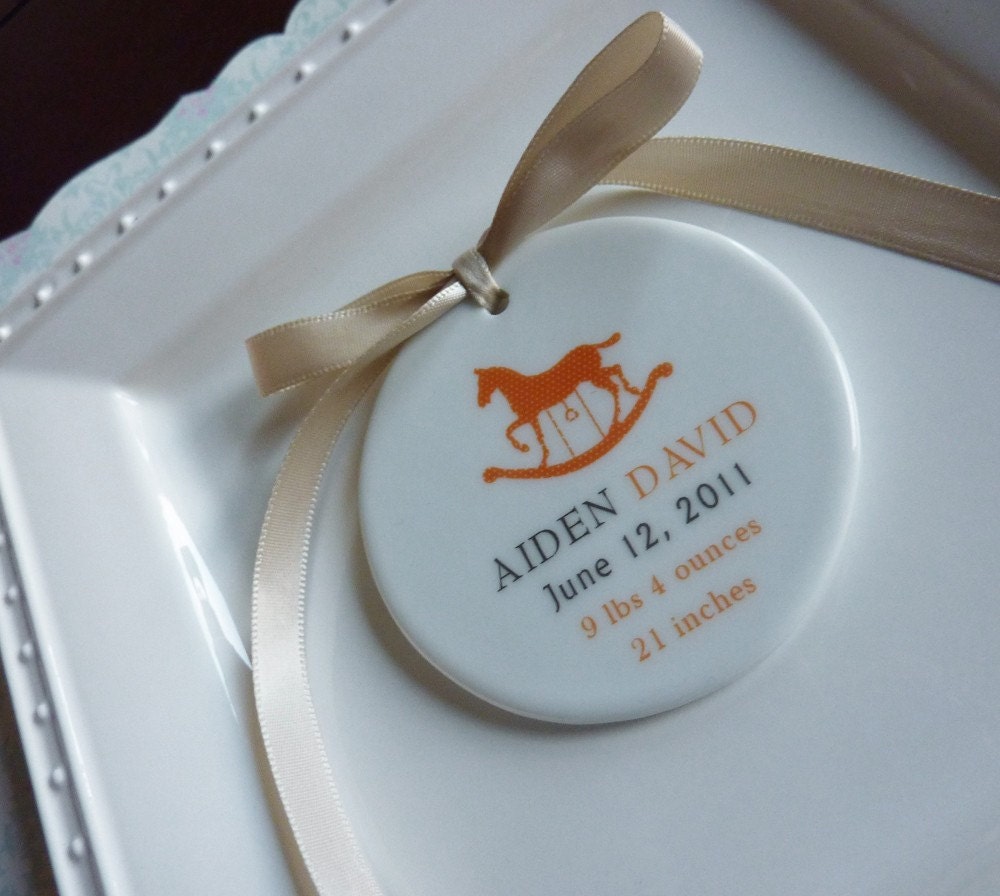 AIDEN DAVID
June 12, 2011
9 lbs 4 ounces
21 inches